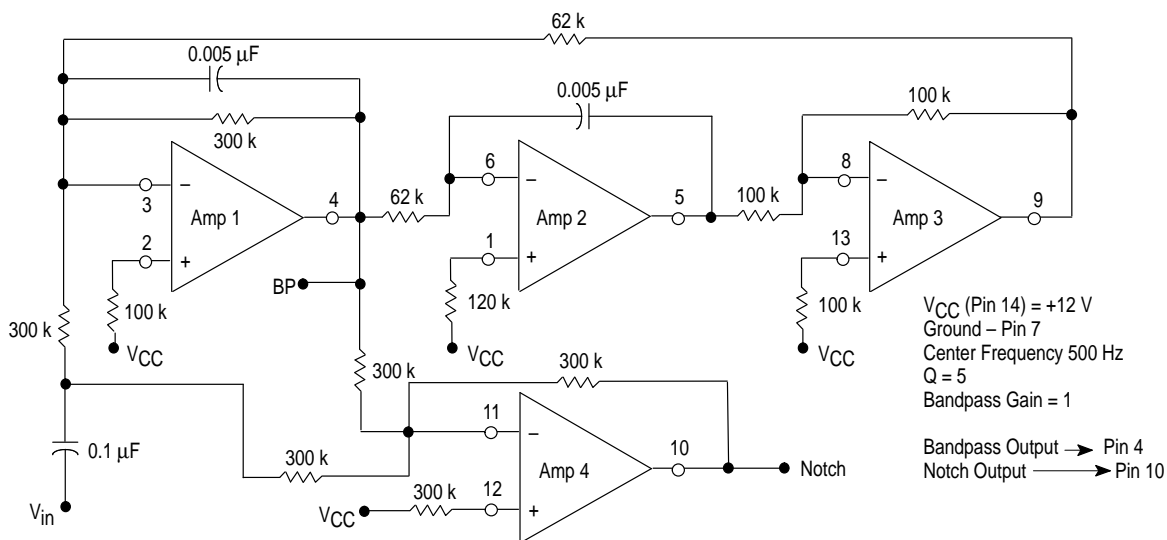 62 k
0.005 µF
0.005 µF
300 k
100 k
3
–
Amp 1
4
2
+
62 k
6
–
Amp 2
5
1
+
100 k
8
–
Amp 3
9
13
+
BP
100 k
120 k
100 k
300 k
VCC
VCC
VCC
VCC (Pin 14) = +12 V
Ground – Pin 7
Center Frequency 500 Hz
Q = 5
Bandpass Gain = 1
300 k
300 k
11
–
Amp 4
10
Notch
Bandpass Output → Pin 4
Notch Output → Pin 10
0.1 µF
300 k
300 k
12
+
VCC
Vin